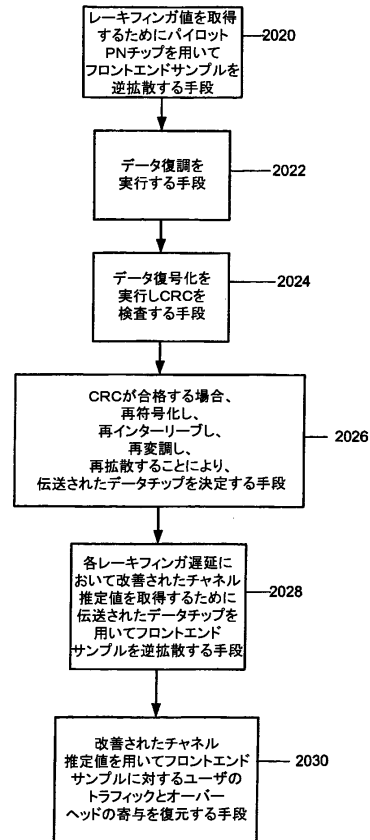 レーキフィンガ値を取得
するためにパイロット
PNチップを用いて
フロントエンドサンプルを
逆拡散する手段
2020
データ復調を
実行する手段
2022
データ復号化を
実行しCRCを
検査する手段
2024
CRCが合格する場合、
再符号化し、
再インターリーブし、
再変調し、
再拡散することにより、
伝送されたデータチップを決定する手段
2026
各レーキフィンガ遅延に
おいて改善されたチャネル
推定値を取得するために
伝送されたデータチップを
用いてフロントエンド
サンプルを逆拡散する手段
2028
改善されたチャネル
推定値を用いてフロントエンド
サンプルに対するユーザの
トラフィックとオーバー
ヘッドの寄与を復元する手段
2030